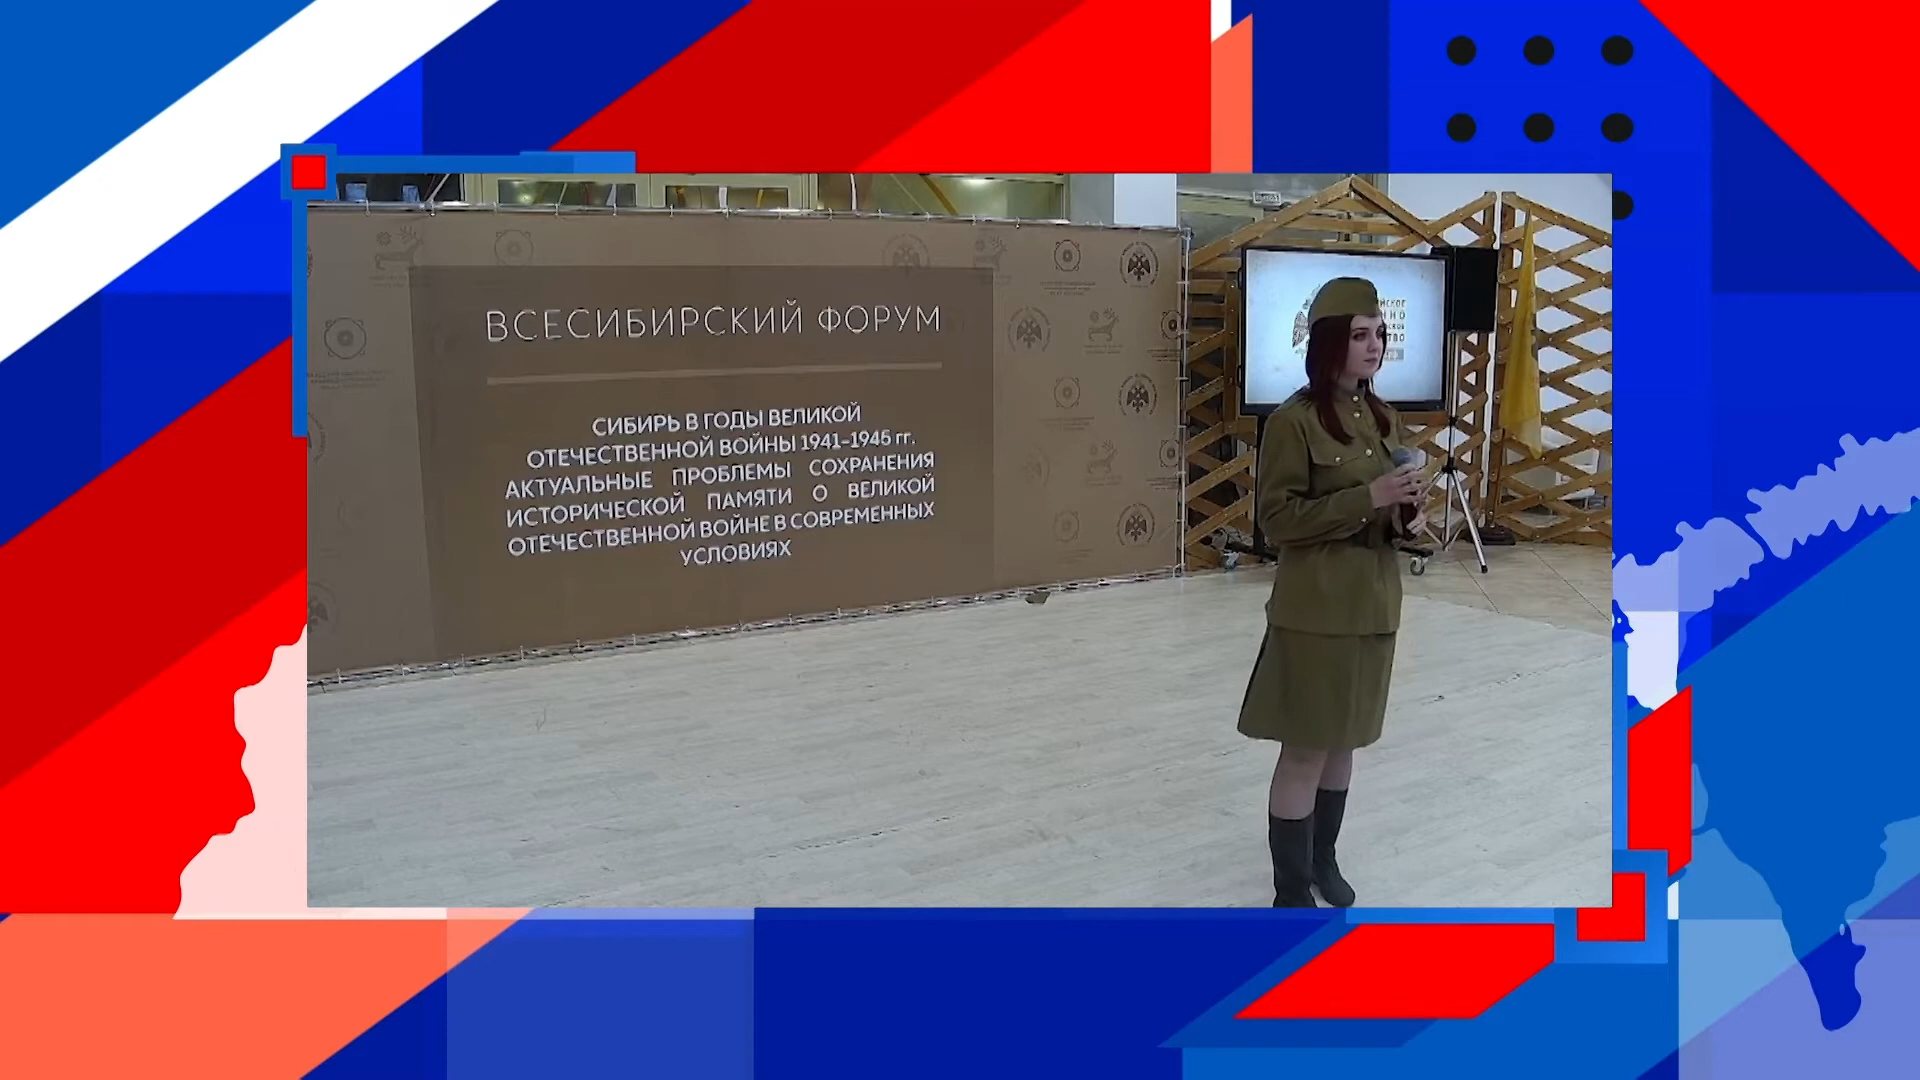 ВСЕСИБИРСКИЙ ФОРУМ
СИБИРЬ В ГОДЫ ВЕЛИКОЙ
ОТЕЧЕСТВЕННОЙ ВОЙНЫ 1941-1945 гг.
АКТУАЛЬНЫЕ ПРОБЛЕМЫ СОХРАНЕНИЯ
ИСТОРИЧЕСКОЙ ПАМЯТИ О ВЕЛИКОЙ
ОТЕЧЕСТВЕННОЙ ВОЙНЕ В СОВРЕМЕННЫХ
УСЛОВИЯХ